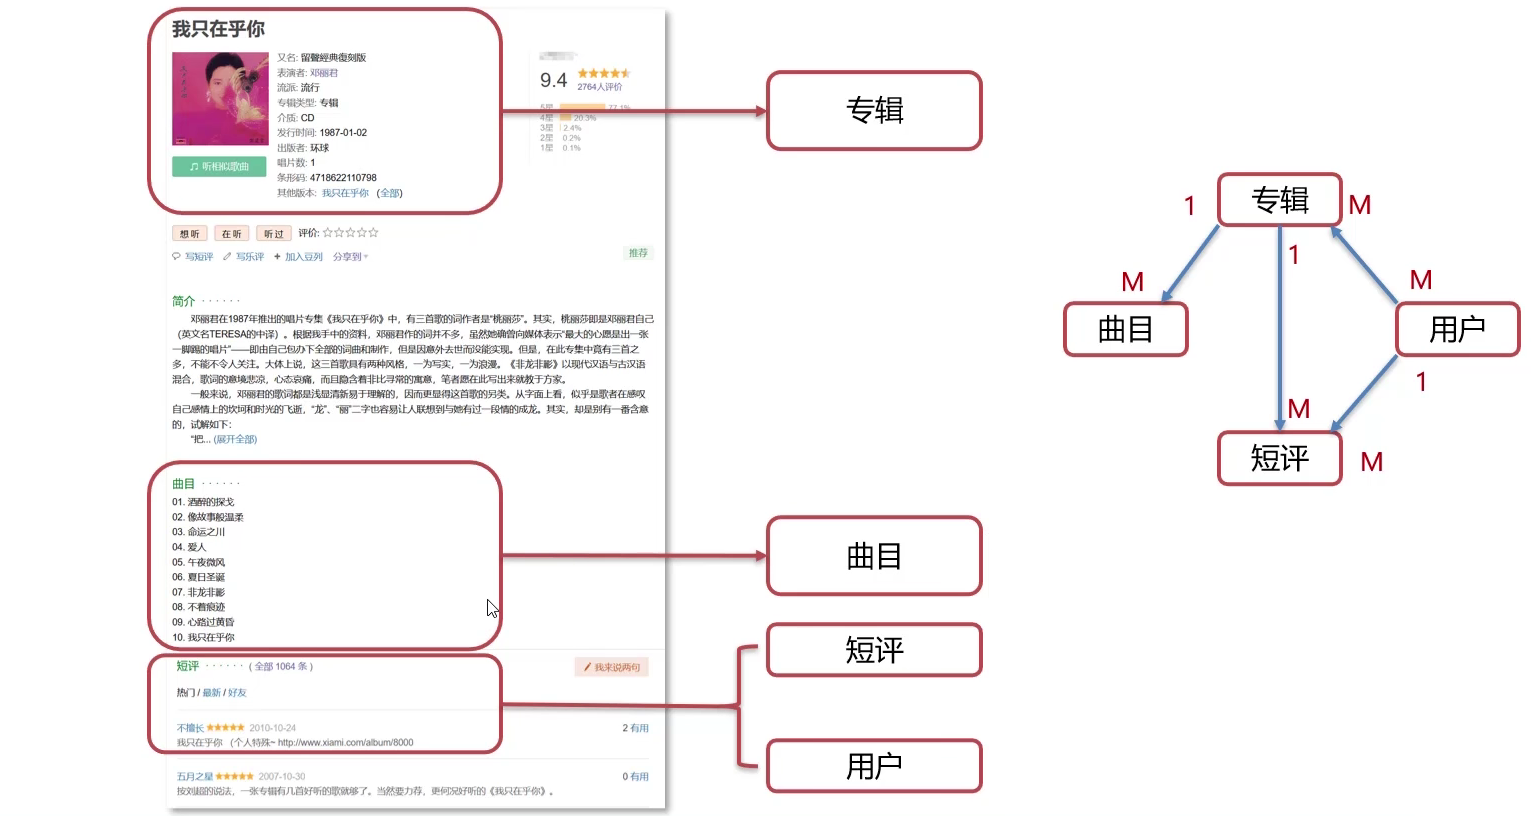 我只在乎你
又名: 留聲經典復刻版
表演者: 邓丽君
流派: 流行
专辑类型: 专辑
介质: CD
发行时间: 1987-01-02
出版者: 环球
唱片数: 1
条形码: 4718622110798
其他版本: 我只在乎你 (全部)
听相似歌曲
9.4
2764人评价
5星 77.1%
4星 20.3%
3星 2.4%
2星 0.2%
1星 0.1%
想听 在听 听过 评价:
写短评 写乐评 + 加入豆列 分享到
推荐
简介 · · · · · ·
邓丽君在1987年推出的唱片专集《我只在乎你》中，有三首歌的词作者是“桃丽莎”。其实，桃丽莎即是邓丽君自己
（英文名TERESA的中译）。根据我手中的资料，邓丽君作的词并不多，虽然她确曾向媒体表示“最大的心愿是出一张
一脚踢的唱片”——即由自己包办下全部的词曲和制作，但是因意外去世而没能实现。但是，在此专集中竟有三首之
多，不能不令人关注。大体上说，这三首歌具有两种风格，一为写实，一为浪漫。《非龙非彲》以现代汉语与古汉语
混合，歌词的意境悲凉，心态哀痛，而且隐含着非比寻常的寓意，笔者愿在此写出来就教于方家。
一般来说，邓丽君的歌词都是浅显清新易于理解的，因而更显得这首歌的另类。从字面上看，似乎是歌者在感叹
自己感情上的坎坷和时光的飞逝，“龙”、“丽”二字也容易让人联想到与她有过一段情的成龙。其实，却是别有一番含意
的，试解如下：
“把... (展开全部)
曲目 · · · · · ·
01. 酒醉的探戈
02. 像故事般温柔
03. 命运之川
04. 爱人
05. 午夜微风
06. 夏日圣诞
07. 非龙非彲
08. 不着痕迹
09. 心路过黄昏
10. 我只在乎你
短评 · · · · · · ( 全部 1064 条 )
我来说两句
热门 / 最新 / 好友
不擅长 2010-10-24 2 有用
我只在乎你 （个人特殊~ http://www.xiami.com/album/8000
五月之星 2007-10-30 0 有用
按刘超的说法，一张专辑有几首好听的歌就够了。当然要力荐，更何况好听的《我只在乎你》。
专辑
曲目
短评
用户
专辑
1
M
1
M
M
曲目
用户
1
M
短评
M